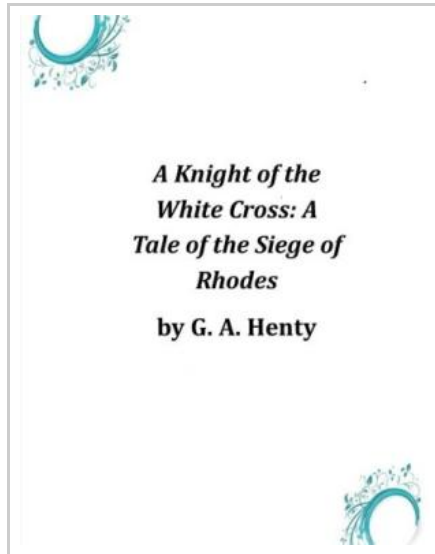 A Knight of the
White Cross: A
Tale of the Siege of
Rhodes
by G. A. Henty